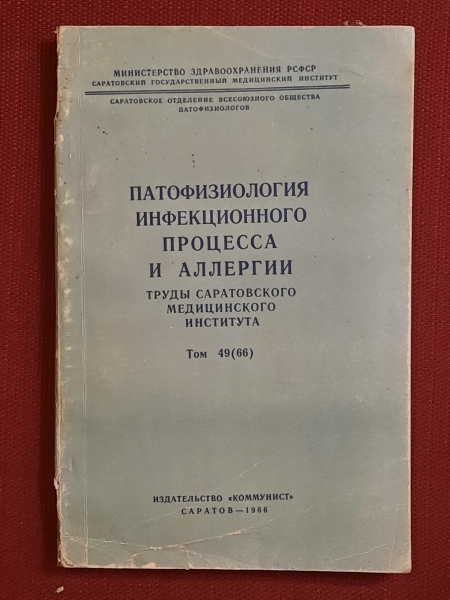 МИНИСТЕРСТВО ЗДРАВООХРАНЕНИЯ РСФСР
САРАТОВСКИЙ ГОСУДАРСТВЕННЫЙ МЕДИЦИНСКИЙ ИНСТИТУТ
САРАТОВСКОЕ ОТДЕЛЕНИЕ ВСЕСОЮЗНОГО ОБЩЕСТВА
ПАТОФИЗИОЛОГОВ
ПАТОФИЗИОЛОГИЯ
ИНФЕКЦИОННОГО
ПРОЦЕССА
И АЛЛЕРГИИ
ТРУДЫ САРАТОВСКОГО
МЕДИЦИНСКОГО
ИНСТИТУТА
Том 49(66)
ИЗДАТЕЛЬСТВО «КОММУНИСТ»
САРАТОВ—1966